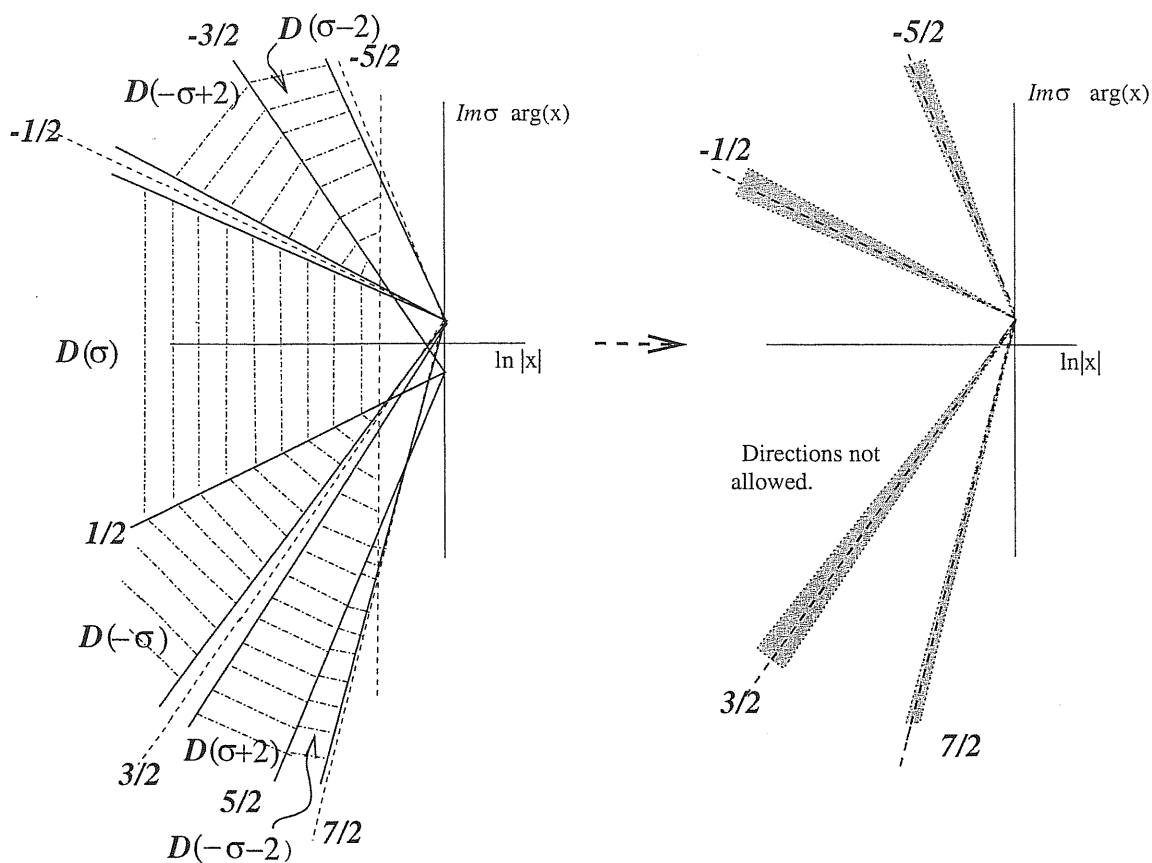 -3/2
D(σ−2)
-5/2
D(−σ+2)
Imσ arg(x)
-1/2
D(σ)
ln |x|
1/2
D(−σ)
3/2
D(σ+2)
5/2
7/2
D(−σ−2)
-5/2
Imσ arg(x)
-1/2
ln|x|
Directions not
allowed.
3/2
7/2